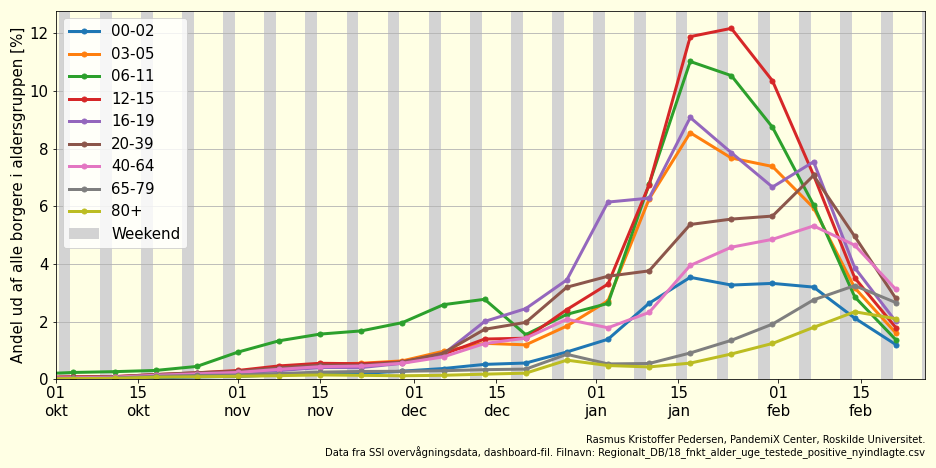 Andel ud af alle borgere i aldersgruppen [%]
12
10
8
6
4
2
0
00-02
03-05
06-11
12-15
16-19
20-39
40-64
65-79
80+
Weekend
01 15 01 15 01 15 01 15 01 15
okt okt nov nov dec dec jan jan feb feb
Rasmus Kristoffer Pedersen, PandemiX Center, Roskilde Universitet.
Data fra SSI overvågningsdata, dashboard-fil. Filnavn: Regionalt_DB/18_fnkt_alder_uge_testede_positive_nyindlagte.csv